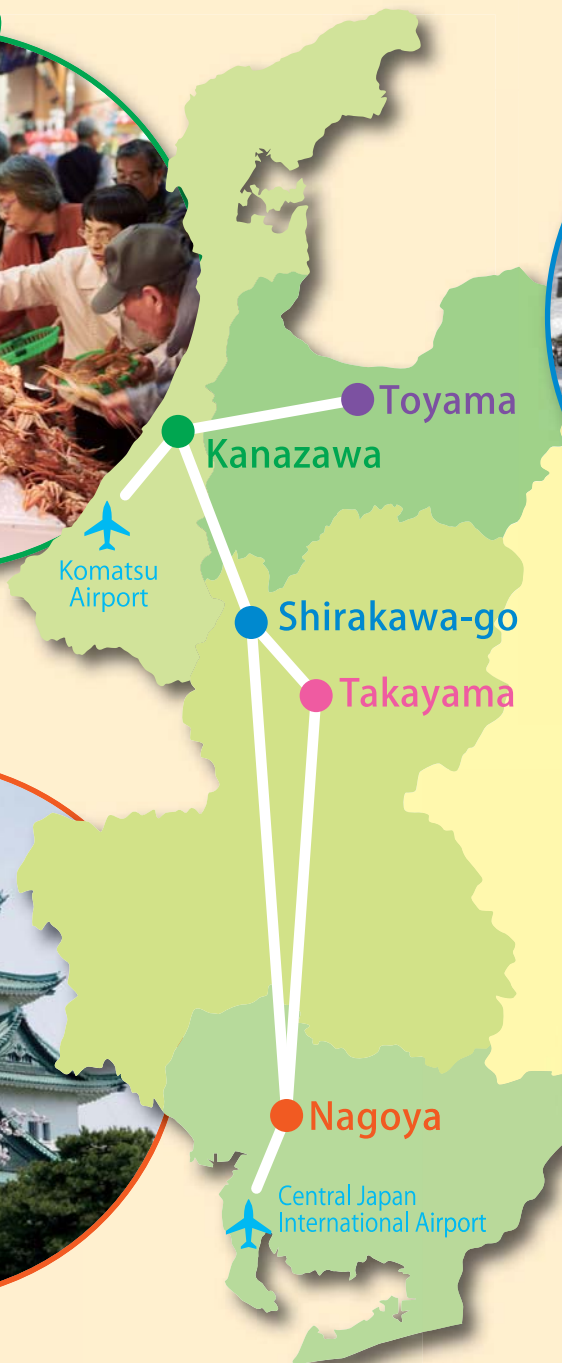 Toyama
Kanazawa
Komatsu
Airport
Shirakawa-go
Takayama
Nagoya
Central Japan
International Airport